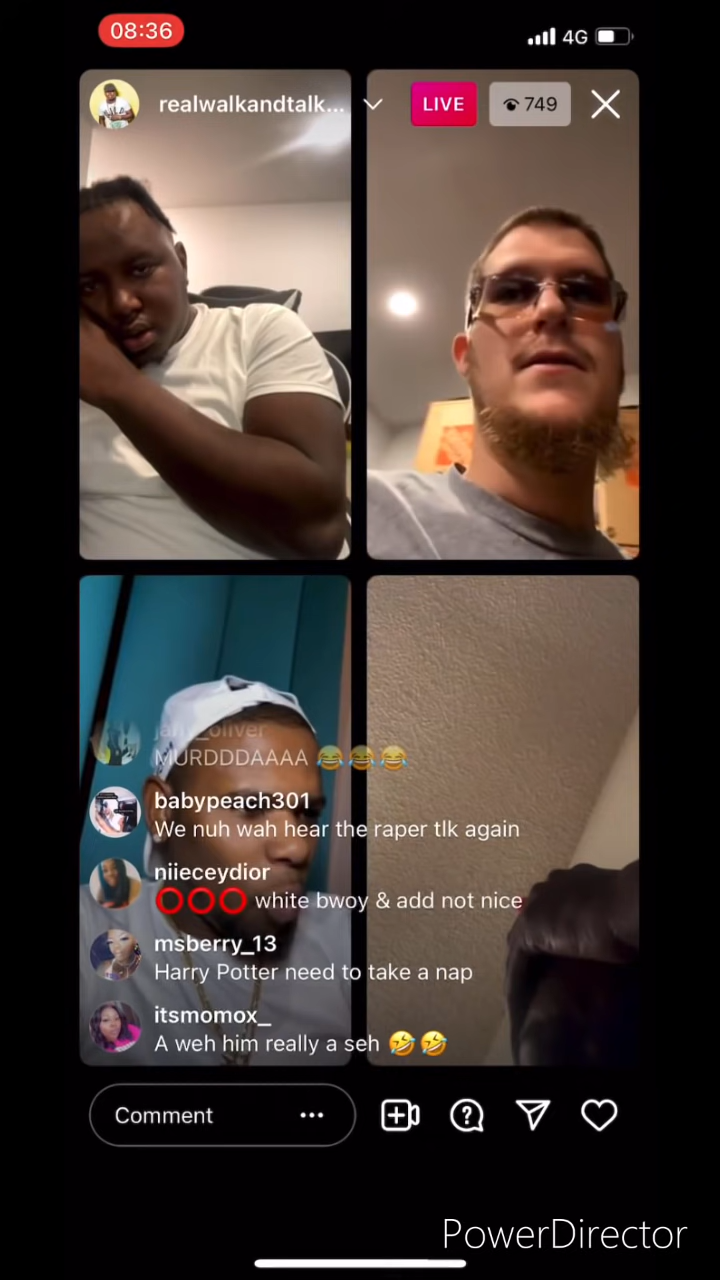 08:36
4G
realwalkandtalk...
LIVE
749
MURDDDAAAA 😂😂😂
babypeach301
We nuh wah hear the raper tlk again
niieceydior
⭕⭕⭕ white bwoy & add not nice
msberry_13
Harry Potter need to take a nap
itsmomox_
A weh him really a seh 🤣🤣
Comment
PowerDirector